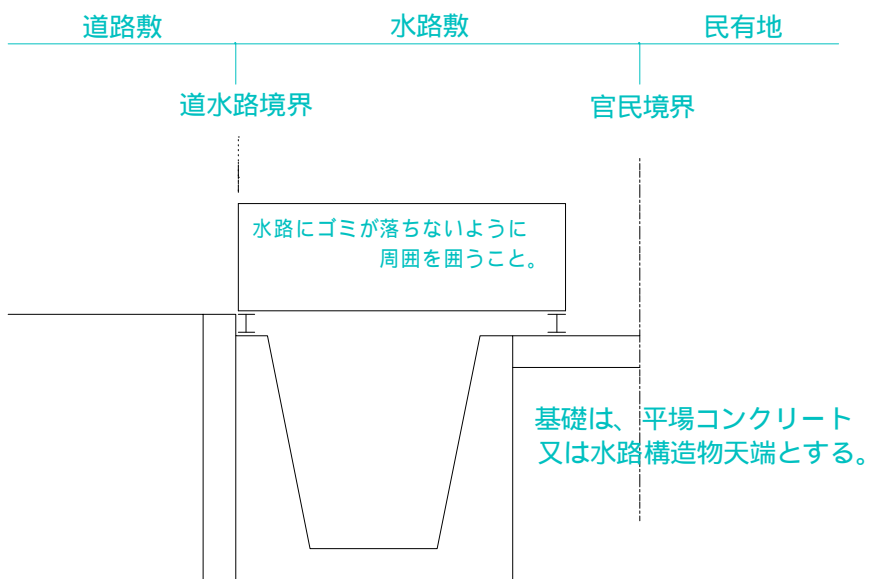 道路敷
水路敷
民有地
道水路境界
官民境界
水路にゴミが落ちないように
周囲を囲うこと。
基礎は、平場コンクリート
又は水路構造物天端とする。